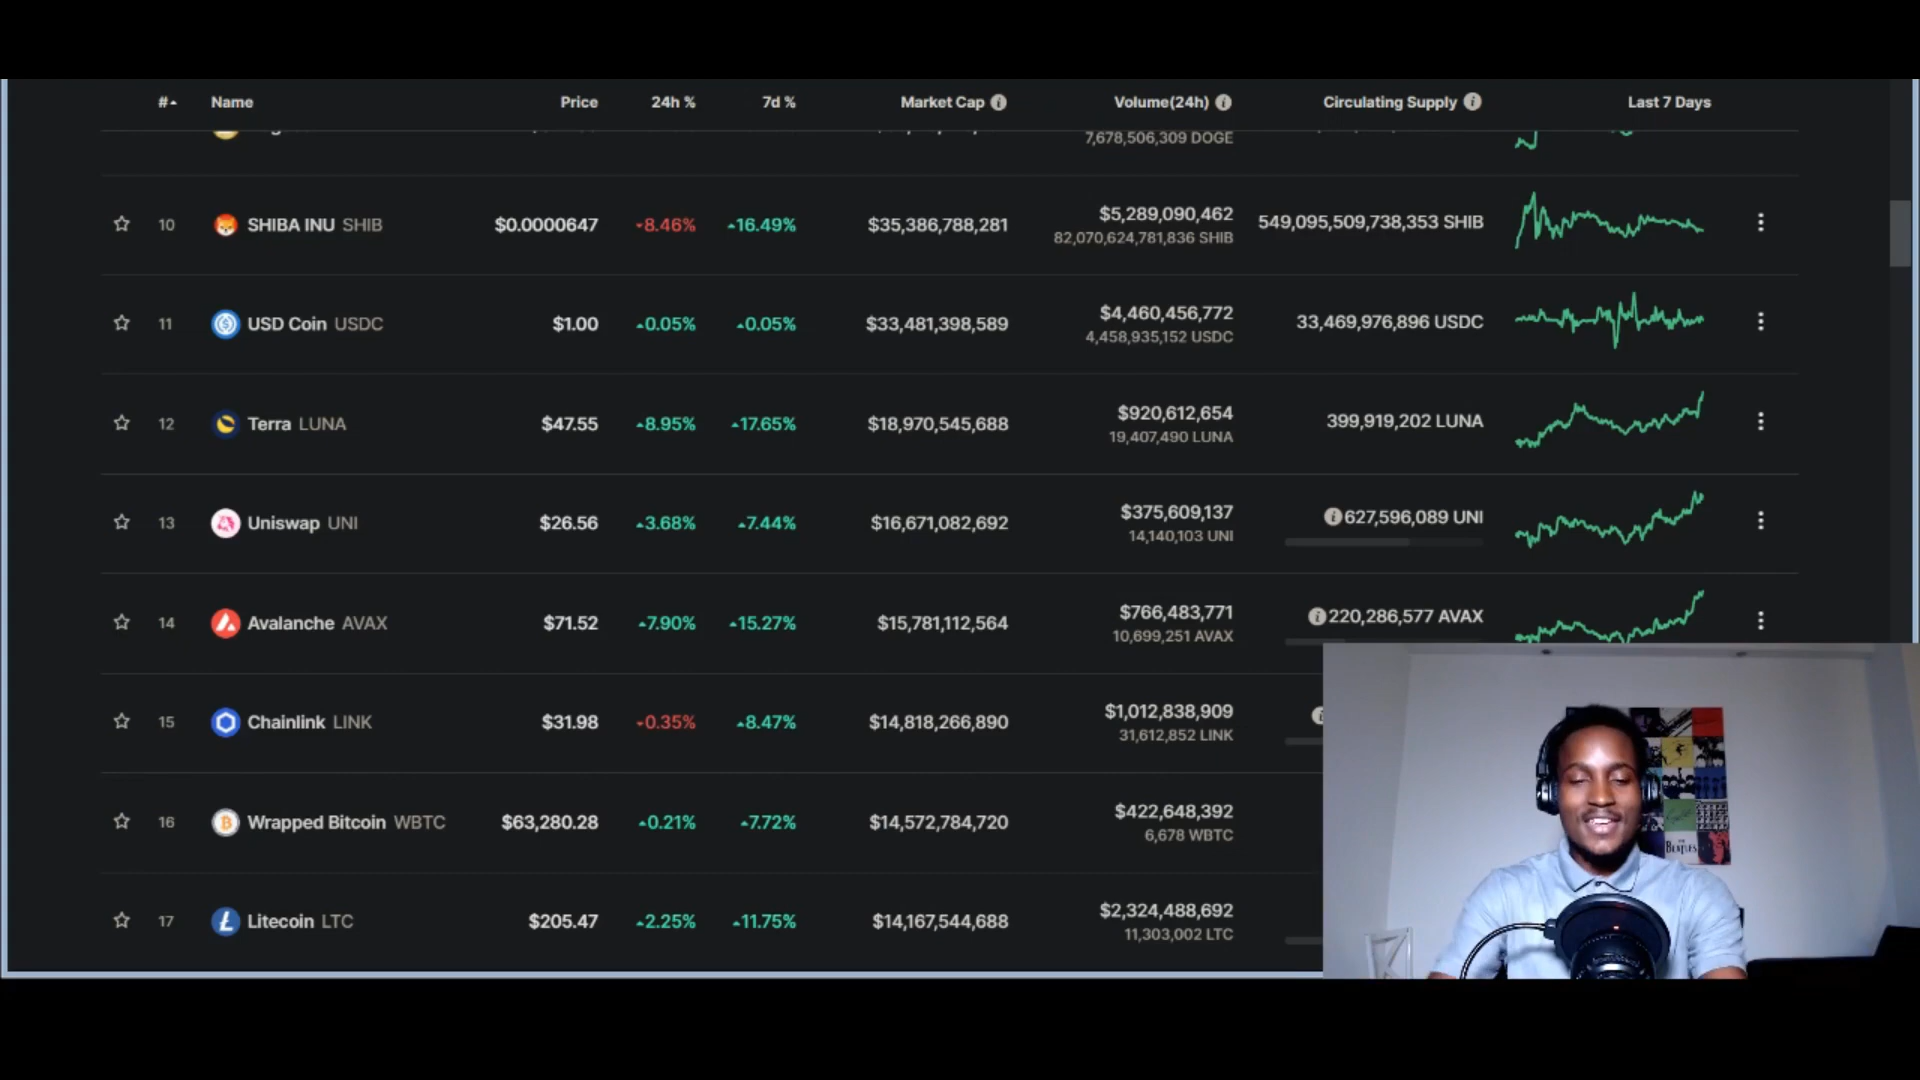 # Name Price 24h % 7d % Market Cap Volume(24h) Circulating Supply Last 7 Days
7,678,506,309 DOGE
10 SHIBA INU SHIB $0.0000647 8.46% 16.49% $35,386,788,281 $5,289,090,462 549,095,509,738,353 SHIB
82,070,624,781,836 SHIB
11 USD Coin USDC $1.00 0.05% 0.05% $33,481,398,589 $4,460,456,772 33,469,976,896 USDC
4,458,935,152 USDC
12 Terra LUNA $47.55 8.95% 17.65% $18,970,545,688 $920,612,654 399,919,202 LUNA
19,407,490 LUNA
13 Uniswap UNI $26.56 3.68% 7.44% $16,671,082,692 $375,609,137 627,596,089 UNI
14,140,103 UNI
14 Avalanche AVAX $71.52 7.90% 15.27% $15,781,112,564 $766,483,771 220,286,577 AVAX
10,699,251 AVAX
15 Chainlink LINK $31.98 0.35% 8.47% $14,818,266,890 $1,012,838,909
31,612,852 LINK
16 Wrapped Bitcoin WBTC $63,280.28 0.21% 7.72% $14,572,784,720 $422,648,392
6,678 WBTC
17 Litecoin LTC $205.47 2.25% 11.75% $14,167,544,688 $2,324,488,692
11,303,002 LTC
BEATLES